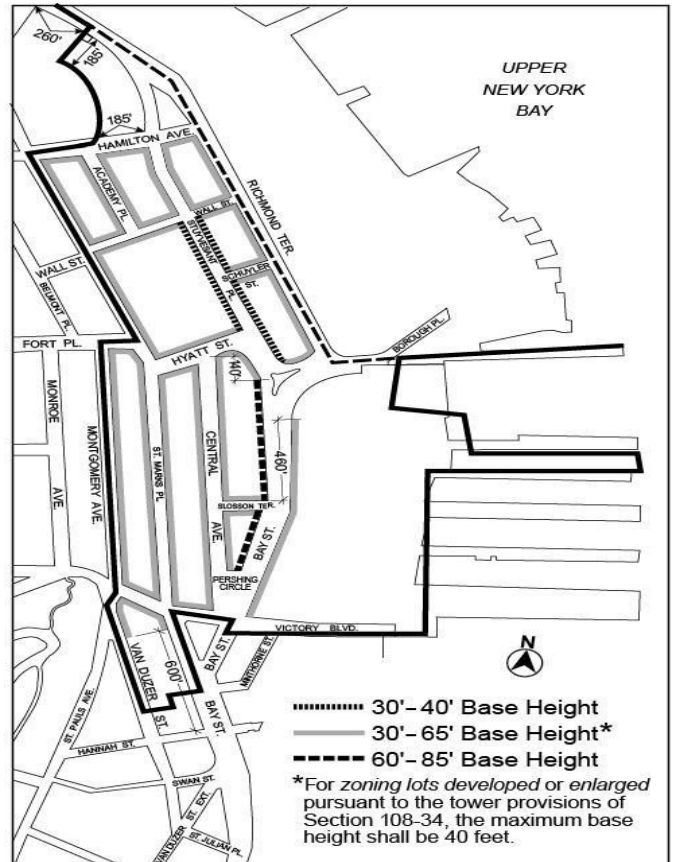 260'
185'
185'
UPPER
NEW YORK
BAY
HAMILTON AVE.
ACADEMY PL.
RICHMOND TER.
WALL ST.
STUYVESANT
PL.
SCHUYLER
ST.
WALL ST.
BELMONT PL.
FORT PL.
HYATT ST.
BOROUGH PL.
140'
MONROE
AVE.
MONTGOMERY AVE.
ST. MARKS PL.
CENTRAL
AVE.
460'
SLOSSON TER.
BAY ST.
PERSHING
CIRCLE
VICTORY BLVD.
VAN DUZER
ST.
600'
BAY ST.
MINTHORNE ST.
BAY ST.
ST. PAULS AVE.
HANNAH ST.
SWAN ST.
VAN DUZER ST. EXT.
ST JULIAN PL.
N
30'-40' Base Height
30'-65' Base Height*
60'-85' Base Height
*For zoning lots developed or enlarged
pursuant to the tower provisions of
Section 108-34, the maximum base
height shall be 40 feet.